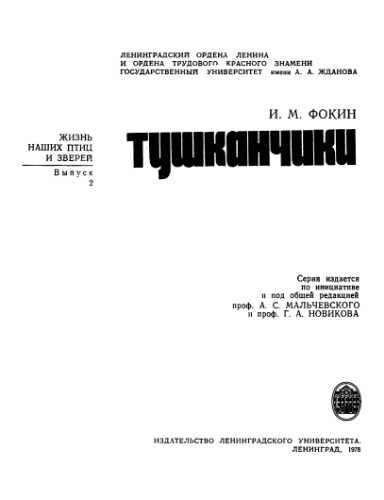 ЛЕНИНГРАДСКИЙ ОРДЕНА ЛЕНИНА
И ОРДЕНА ТРУДОВОГО КРАСНОГО ЗНАМЕНИ
ГОСУДАРСТВЕННЫЙ УНИВЕРСИТЕТ имени А. А. ЖДАНОВА
И. М. ФОКИН
ЖИЗНЬ
НАШИХ ПТИЦ
И ЗВЕРЕЙ
Выпуск
2
Тушканчики
Серия издается
по инициативе
и под общей редакцией
проф. А. С. МАЛЬЧЕВСКОГО
и проф. Г. А. НОВИКОВА
ИЗДАТЕЛЬСТВО ЛЕНИНГРАДСКОГО УНИВЕРСИТЕТА.
ЛЕНИНГРАД, 1978